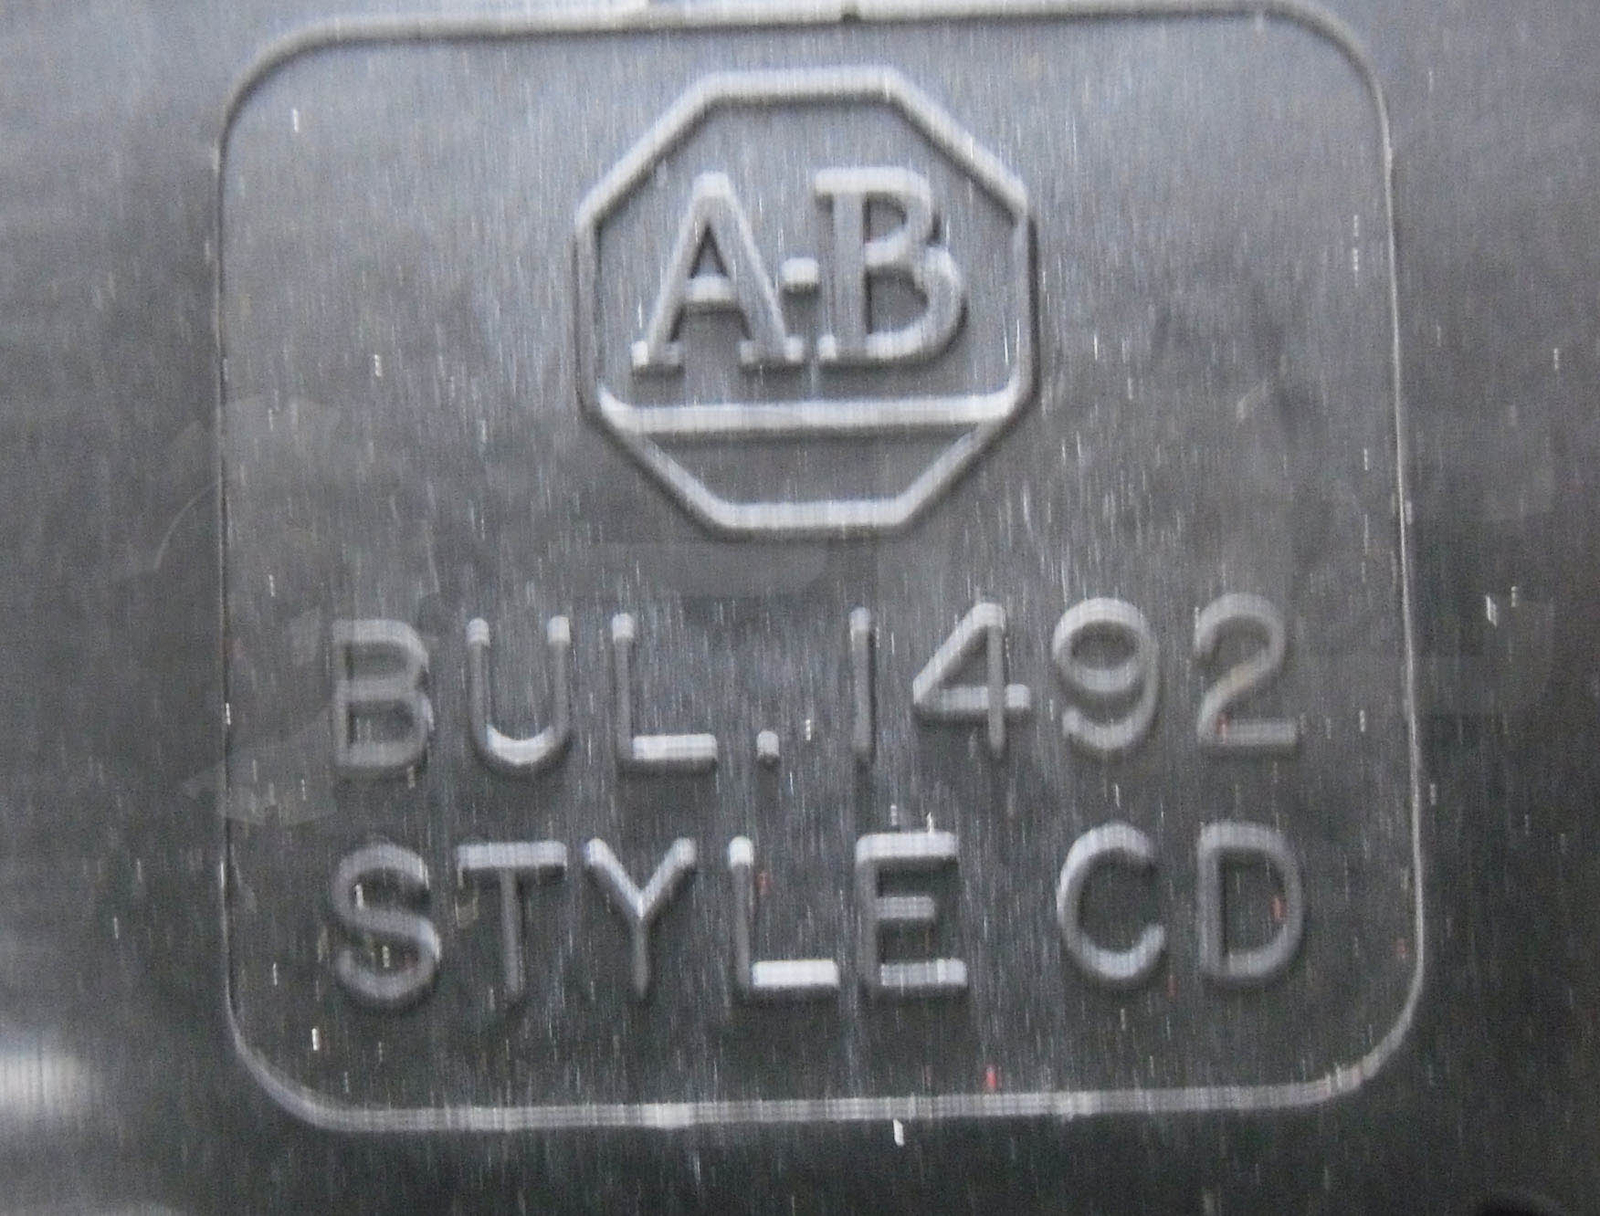 A-B
BUL. 1492
STYLE CD